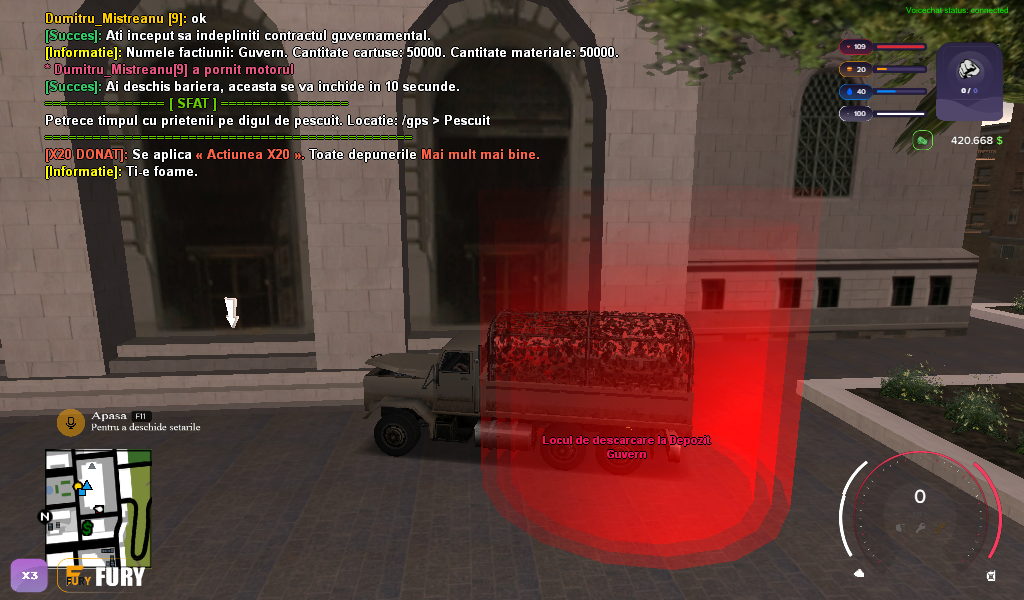 Voicechat status: connected
Dumitru_Mistreanu [9]: ok
[Succes]: Ati inceput sa indepliniti contractul guvernamental.
[Informatie]: Numele factiunii: Guvern. Cantitate cartuse: 50000. Cantitate materiale: 50000.
* Dumitru_Mistreanu[9] a pornit motorul
[Succes]: Ai deschis bariera, aceasta se va inchide in 10 secunde.
=============== [ SFAT ] ================
Petrece timpul cu prietenii pe digul de pescuit. Locatie: /gps > Pescuit
==============================================
[X20 DONAT]: Se aplica « Actiunea X20 ». Toate depunerile Mai mult mai bine.
[Informatie]: Ti-e foame.
109
20
40
100
0 / 0
420.668 $
Apasa F11
Pentru a deschide setarile
Locul de descarcare la Depozit
Guvern
N
$
0
X3
FURY FURY